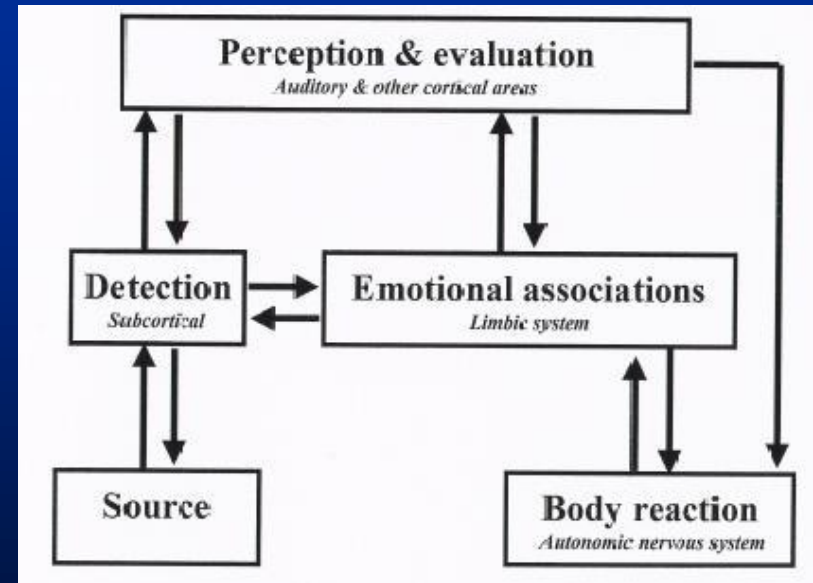 Perception & evaluation
Auditory & other cortical areas
Detection
Subcortical
Emotional associations
Limbic system
Source
Body reaction
Autonomic nervous system